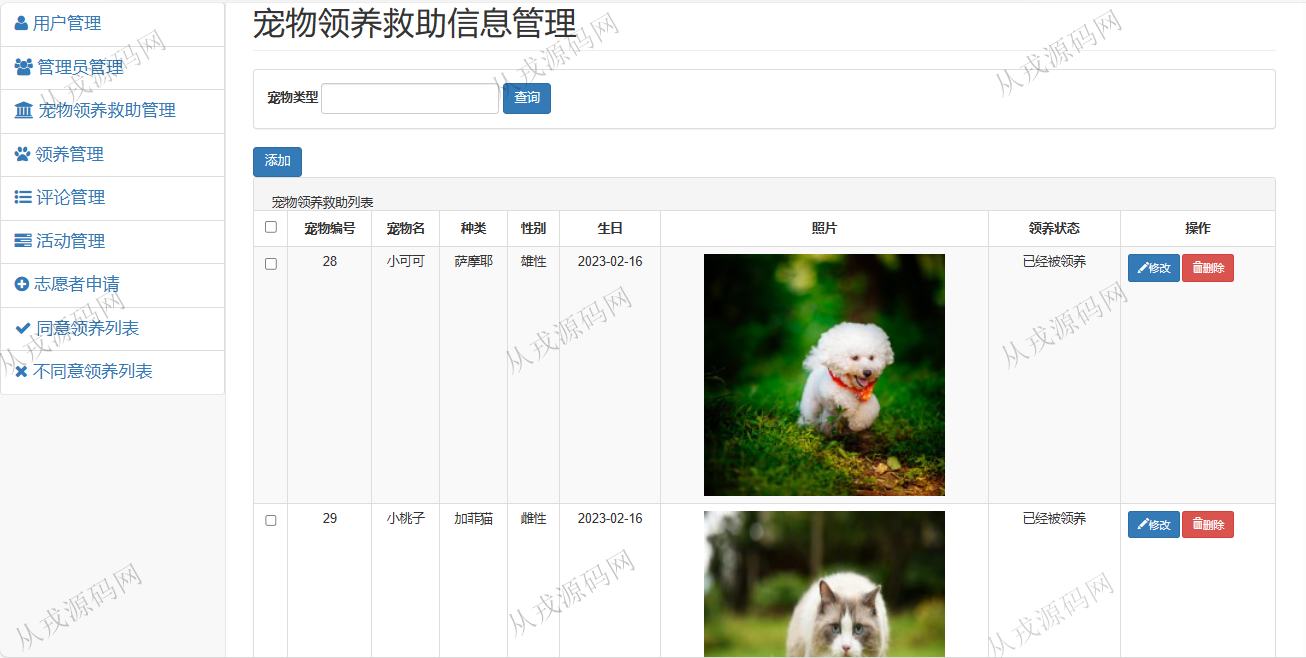 用户管理
管理员管理
宠物领养救助管理
领养管理
评论管理
活动管理
志愿者申请
同意领养列表
不同意领养列表
宠物领养救助信息管理
宠物类型 查询
添加
宠物领养救助列表
宠物编号 宠物名 种类 性别 生日 照片 领养状态 操作
28 小可可 萨摩耶 雄性 2023-02-16 已经被领养 修改 删除
29 小桃子 加菲猫 雌性 2023-02-16 已经被领养 修改 删除
从戎源码网
从戎源码网
从戎源码网
从戎源码网
从戎源码网
从戎源码网
从戎源码网
从戎源码网
从戎源码网